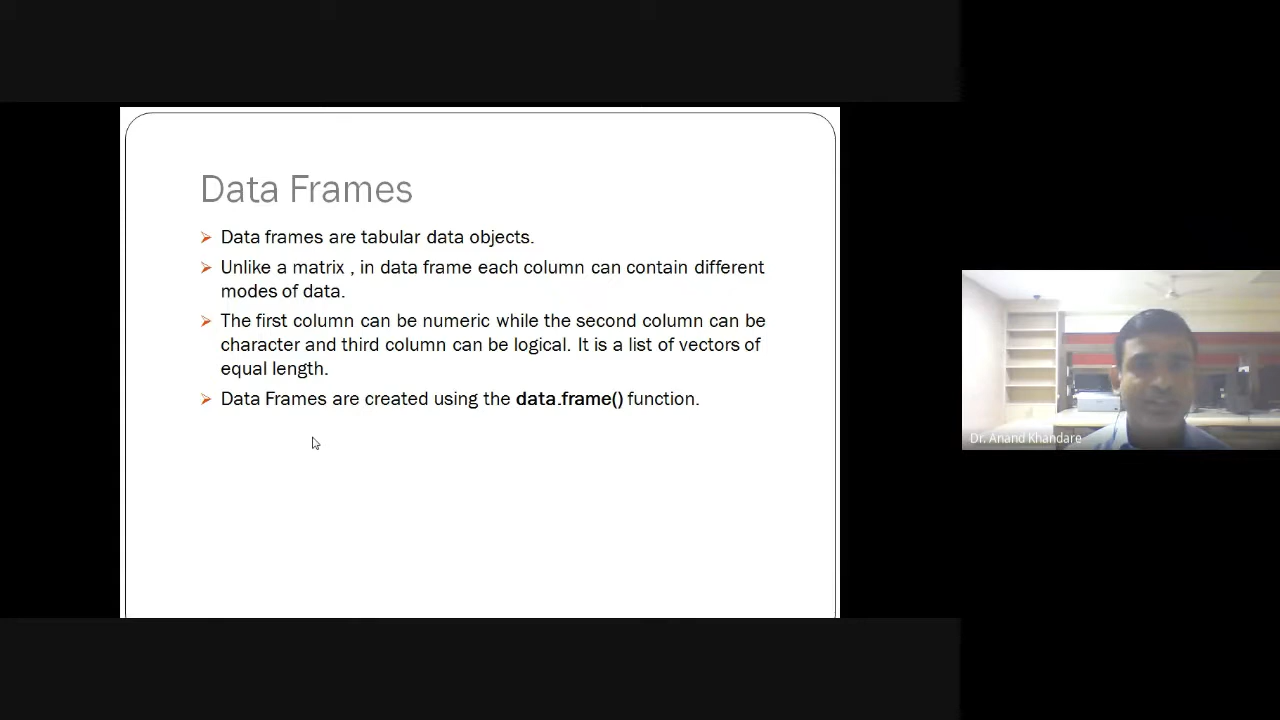 Data Frames
Data frames are tabular data objects.
Unlike a matrix , in data frame each column can contain different
modes of data.
The first column can be numeric while the second column can be
character and third column can be logical. It is a list of vectors of
equal length.
Data Frames are created using the data.frame() function.
Dr. Anand Khandare